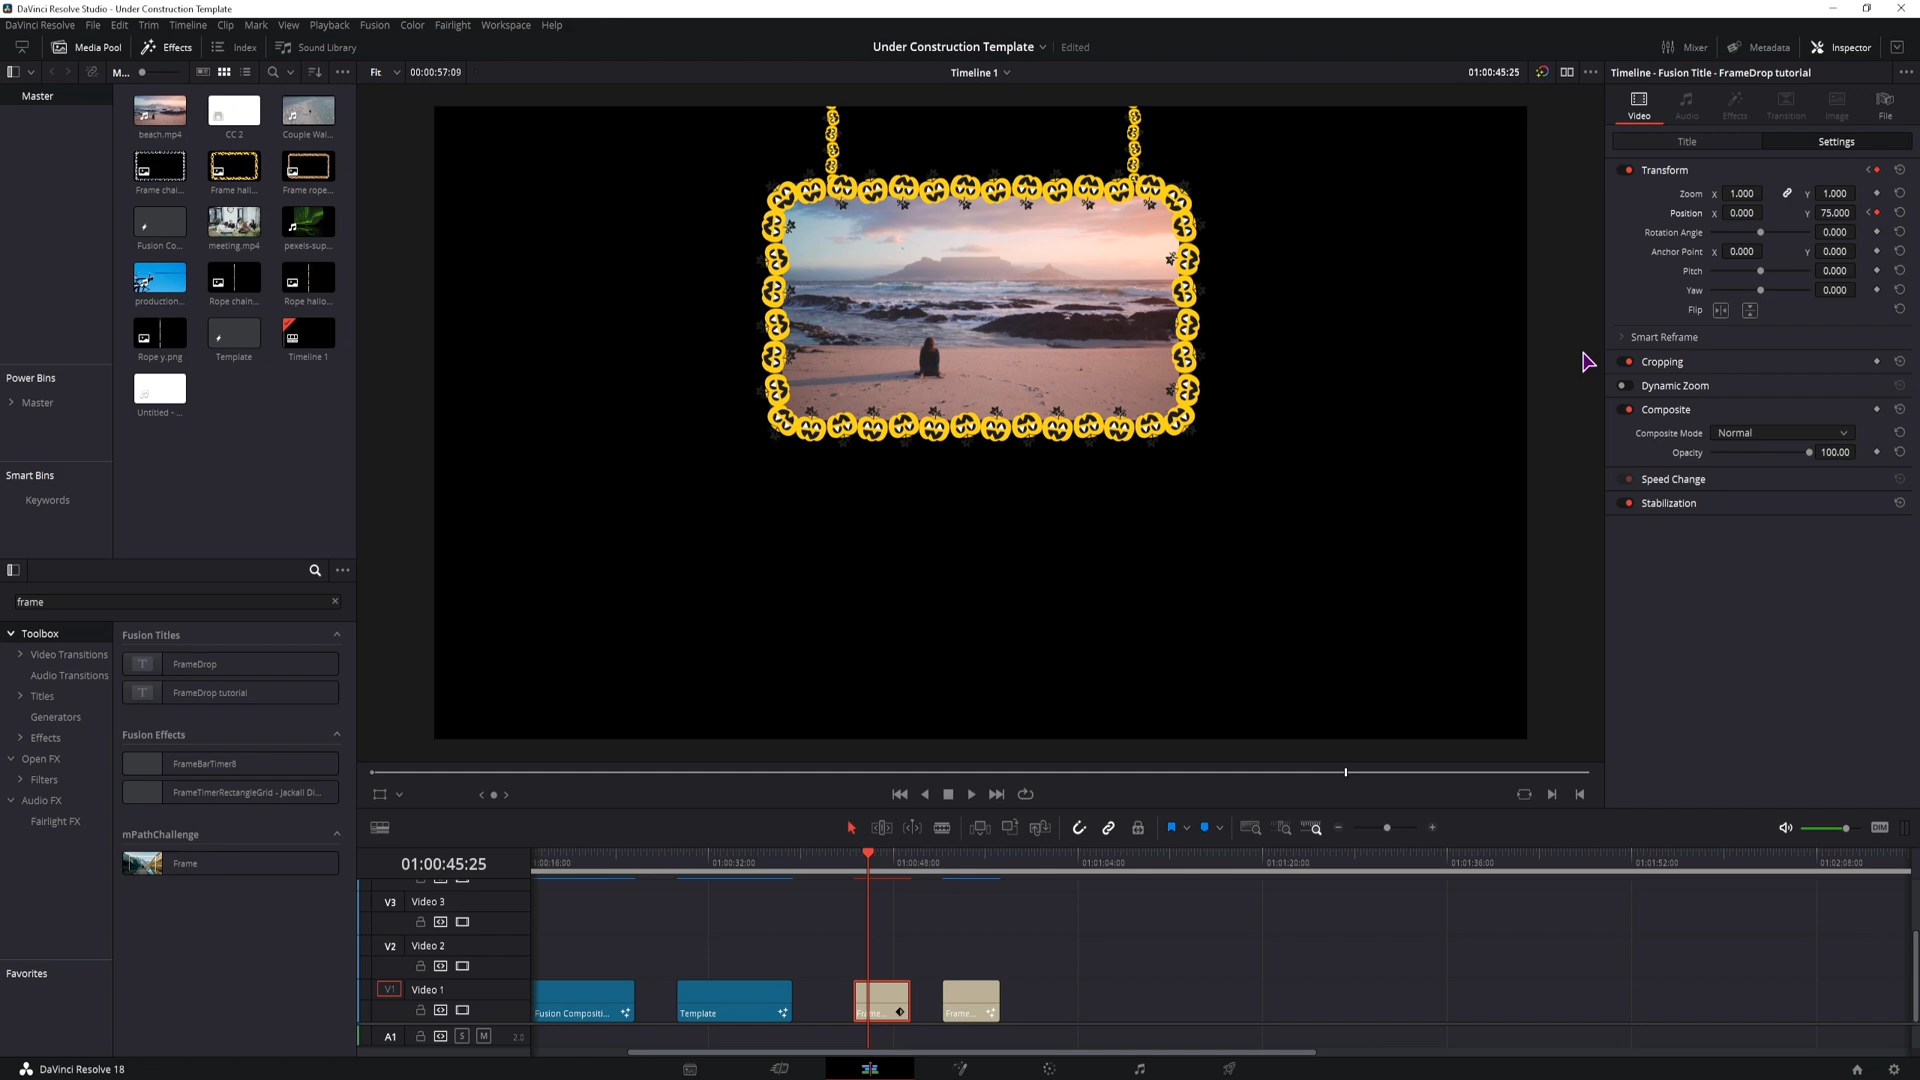 DaVinci Resolve Studio - Under Construction Template
DaVinci Resolve File Edit Trim Timeline Clip Mark View Playback Fusion Color Fairlight Workspace Help
Media Pool Effects Index Sound Library Under Construction Template Edited Mixer Metadata Inspector
M... Fit 00:00:57:09 Timeline 1 01:00:45:25 Timeline - Fusion Title - FrameDrop tutorial
Master
beach.mp4 CC 2 Couple Wal...
Frame chai... Frame hall... Frame rope...
Fusion Co... meeting.mp4 pexels-sup...
production... Rope chain... Rope hallo...
Rope y.png Template Timeline 1
Untitled - ...
Power Bins
Master
Smart Bins
Keywords
Video Audio Effects Transition Image File
Title Settings
Transform
Zoom X 1.000 Y 1.000
Position X 0.000 Y 75.000
Rotation Angle 0.000
Anchor Point X 0.000 Y 0.000
Pitch 0.000
Yaw 0.000
Flip
Smart Reframe
Cropping
Dynamic Zoom
Composite
Composite Mode Normal
Opacity 100.00
Speed Change
Stabilization
frame
Toolbox
Video Transitions
Audio Transitions
Titles
Generators
Effects
Open FX
Filters
Audio FX
Fairlight FX
Favorites
Fusion Titles
T FrameDrop
T FrameDrop tutorial
Fusion Effects
FrameBarTimer8
FrameTimerRectangleGrid - Jackall Di...
mPathChallenge
Frame
DIM
01:00:45:25 1:00:16:00 01:00:32:00 01:00:48:00 01:01:04:00 01:01:20:00 01:01:36:00 01:01:52:00 01:02:08:00
V3 Video 3
V2 Video 2
V1 Video 1
Fusion Compositi... Template Frame... Frame...
A1 S M 2.0
DaVinci Resolve 18